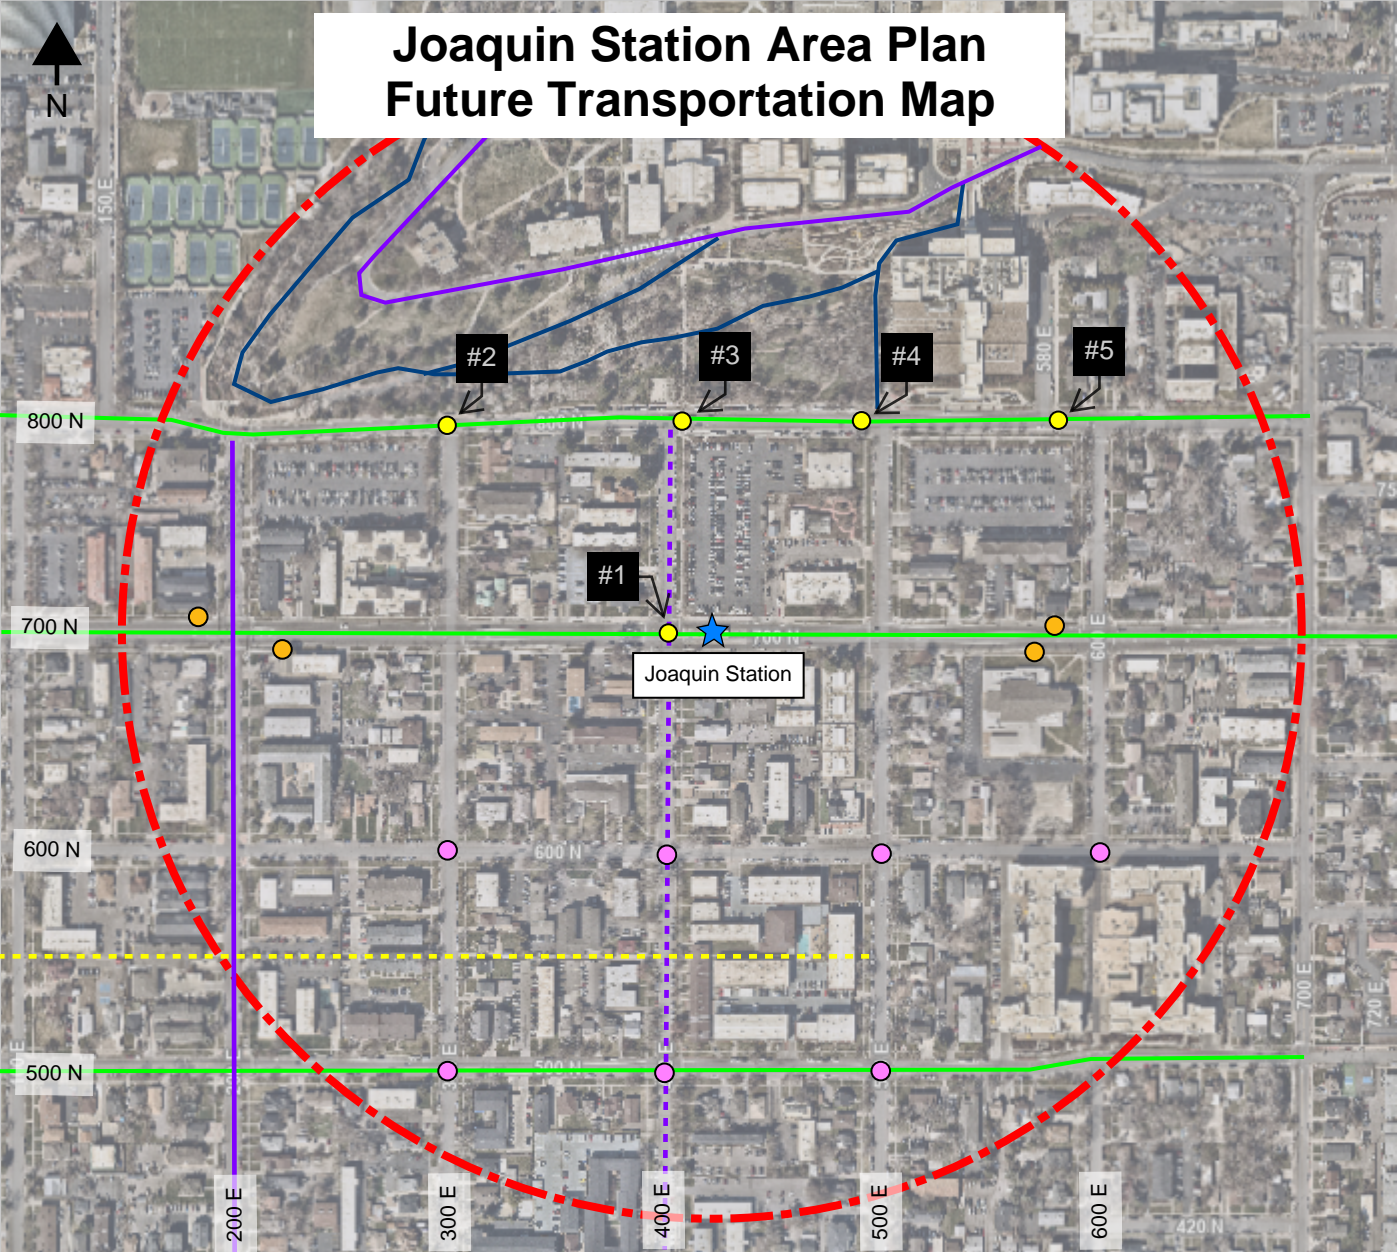 Joaquin Station Area Plan
Future Transportation Map
N
150 E
580 E
#2
#3
#4
#5
800 N
800 N
#1
700 N
700 N
600 E
Joaquin Station
600 N
600 N
700 E
720 E
500 N
500 N
200 E
300 E
400 E
500 E
600 E
420 N